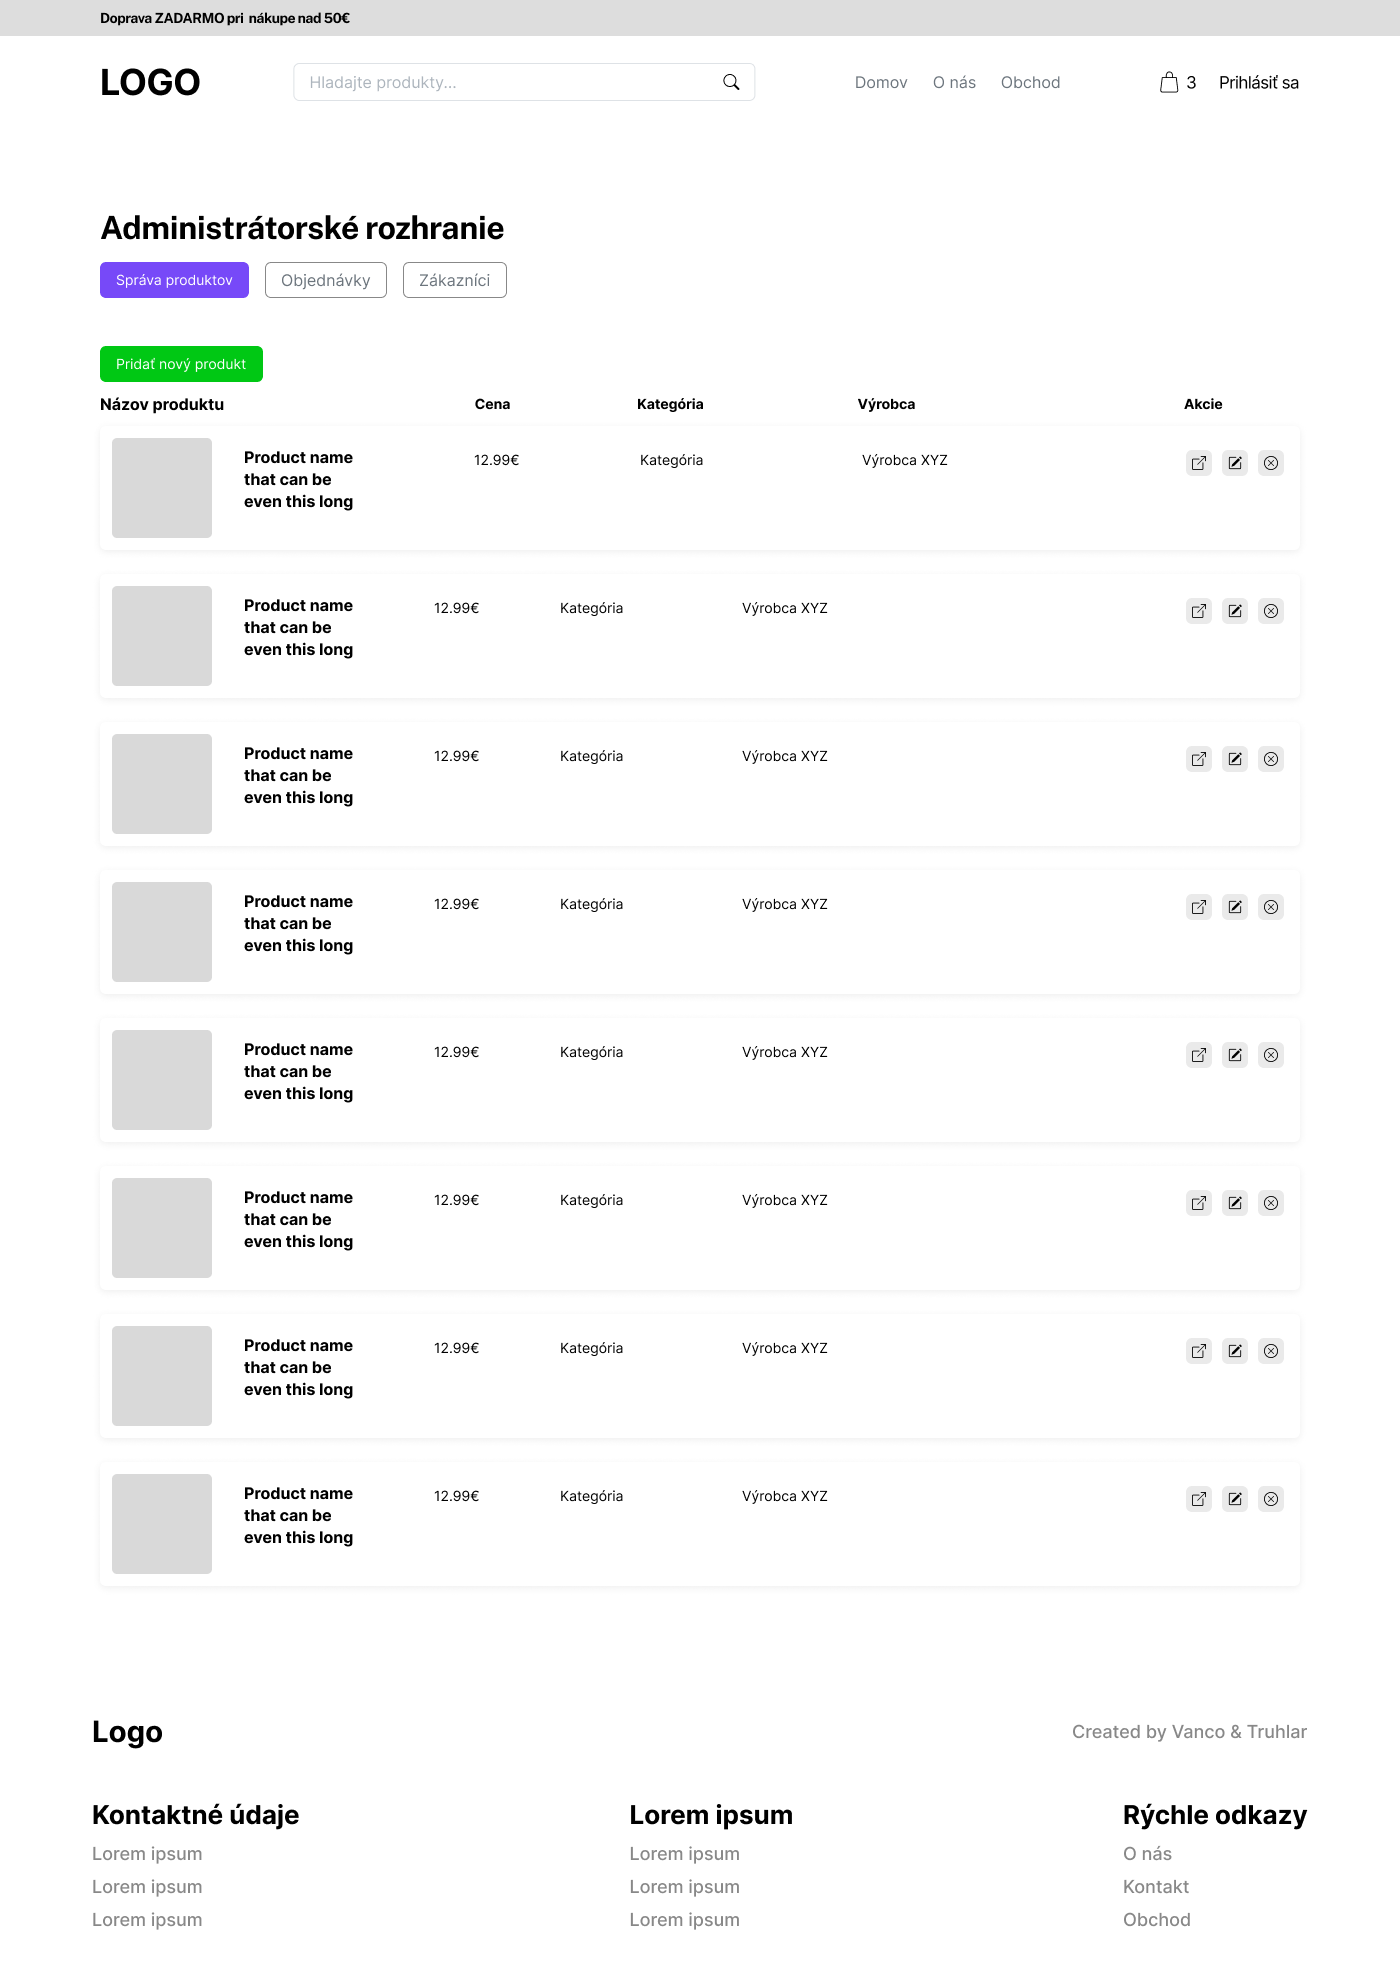 Doprava ZADARMO pri nákupe nad 50€
LOGO
Hladajte produkty...
Domov O nás Obchod
3 Prihlásiť sa
Administrátorské rozhranie
Správa produktov Objednávky Zákazníci
Pridať nový produkt
Názov produktu Cena Kategória Výrobca Akcie
Product name 12.99€ Kategória Výrobca XYZ
that can be
even this long
Product name 12.99€ Kategória Výrobca XYZ
that can be
even this long
Product name 12.99€ Kategória Výrobca XYZ
that can be
even this long
Product name 12.99€ Kategória Výrobca XYZ
that can be
even this long
Product name 12.99€ Kategória Výrobca XYZ
that can be
even this long
Product name 12.99€ Kategória Výrobca XYZ
that can be
even this long
Product name 12.99€ Kategória Výrobca XYZ
that can be
even this long
Product name 12.99€ Kategória Výrobca XYZ
that can be
even this long
Logo
Created by Vanco & Truhlar
Kontaktné údaje
Lorem ipsum
Lorem ipsum
Lorem ipsum
Lorem ipsum
Lorem ipsum
Lorem ipsum
Lorem ipsum
Rýchle odkazy
O nás
Kontakt
Obchod